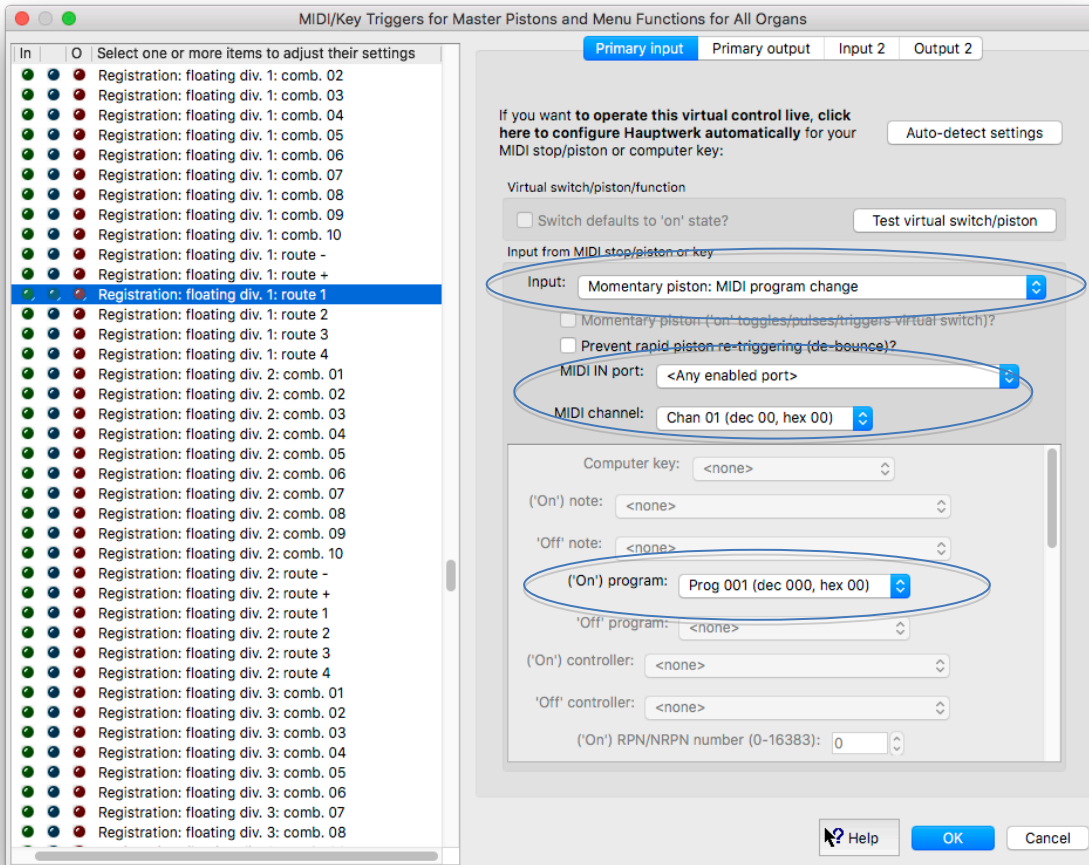 MIDI/Key Triggers for Master Pistons and Menu Functions for All Organs
In O Select one or more items to adjust their settings
Registration: floating div. 1: comb. 02
Registration: floating div. 1: comb. 03
Registration: floating div. 1: comb. 04
Registration: floating div. 1: comb. 05
Registration: floating div. 1: comb. 06
Registration: floating div. 1: comb. 07
Registration: floating div. 1: comb. 08
Registration: floating div. 1: comb. 09
Registration: floating div. 1: comb. 10
Registration: floating div. 1: route -
Registration: floating div. 1: route +
Registration: floating div. 1: route 1
Registration: floating div. 1: route 2
Registration: floating div. 1: route 3
Registration: floating div. 1: route 4
Registration: floating div. 2: comb. 01
Registration: floating div. 2: comb. 02
Registration: floating div. 2: comb. 03
Registration: floating div. 2: comb. 04
Registration: floating div. 2: comb. 05
Registration: floating div. 2: comb. 06
Registration: floating div. 2: comb. 07
Registration: floating div. 2: comb. 08
Registration: floating div. 2: comb. 09
Registration: floating div. 2: comb. 10
Registration: floating div. 2: route -
Registration: floating div. 2: route +
Registration: floating div. 2: route 1
Registration: floating div. 2: route 2
Registration: floating div. 2: route 3
Registration: floating div. 2: route 4
Registration: floating div. 3: comb. 01
Registration: floating div. 3: comb. 02
Registration: floating div. 3: comb. 03
Registration: floating div. 3: comb. 04
Registration: floating div. 3: comb. 05
Registration: floating div. 3: comb. 06
Registration: floating div. 3: comb. 07
Registration: floating div. 3: comb. 08
Primary input Primary output Input 2 Output 2
If you want to operate this virtual control live, click
here to configure Hauptwerk automatically for your
MIDI stop/piston or computer key:
Auto-detect settings
Virtual switch/piston/function
Switch defaults to 'on' state? Test virtual switch/piston
Input from MIDI stop/piston or key
Input: Momentary piston: MIDI program change
Momentary piston ('on' toggles/pulses/triggers virtual switch)?
Prevent rapid piston re-triggering (de-bounce)?
MIDI IN port: <Any enabled port>
MIDI channel: Chan 01 (dec 00, hex 00)
Computer key: <none>
('On') note: <none>
'Off' note: <none>
('On') program: Prog 001 (dec 000, hex 00)
'Off' program: <none>
('On') controller: <none>
'Off' controller: <none>
('On') RPN/NRPN number (0-16383): 0
? Help OK Cancel